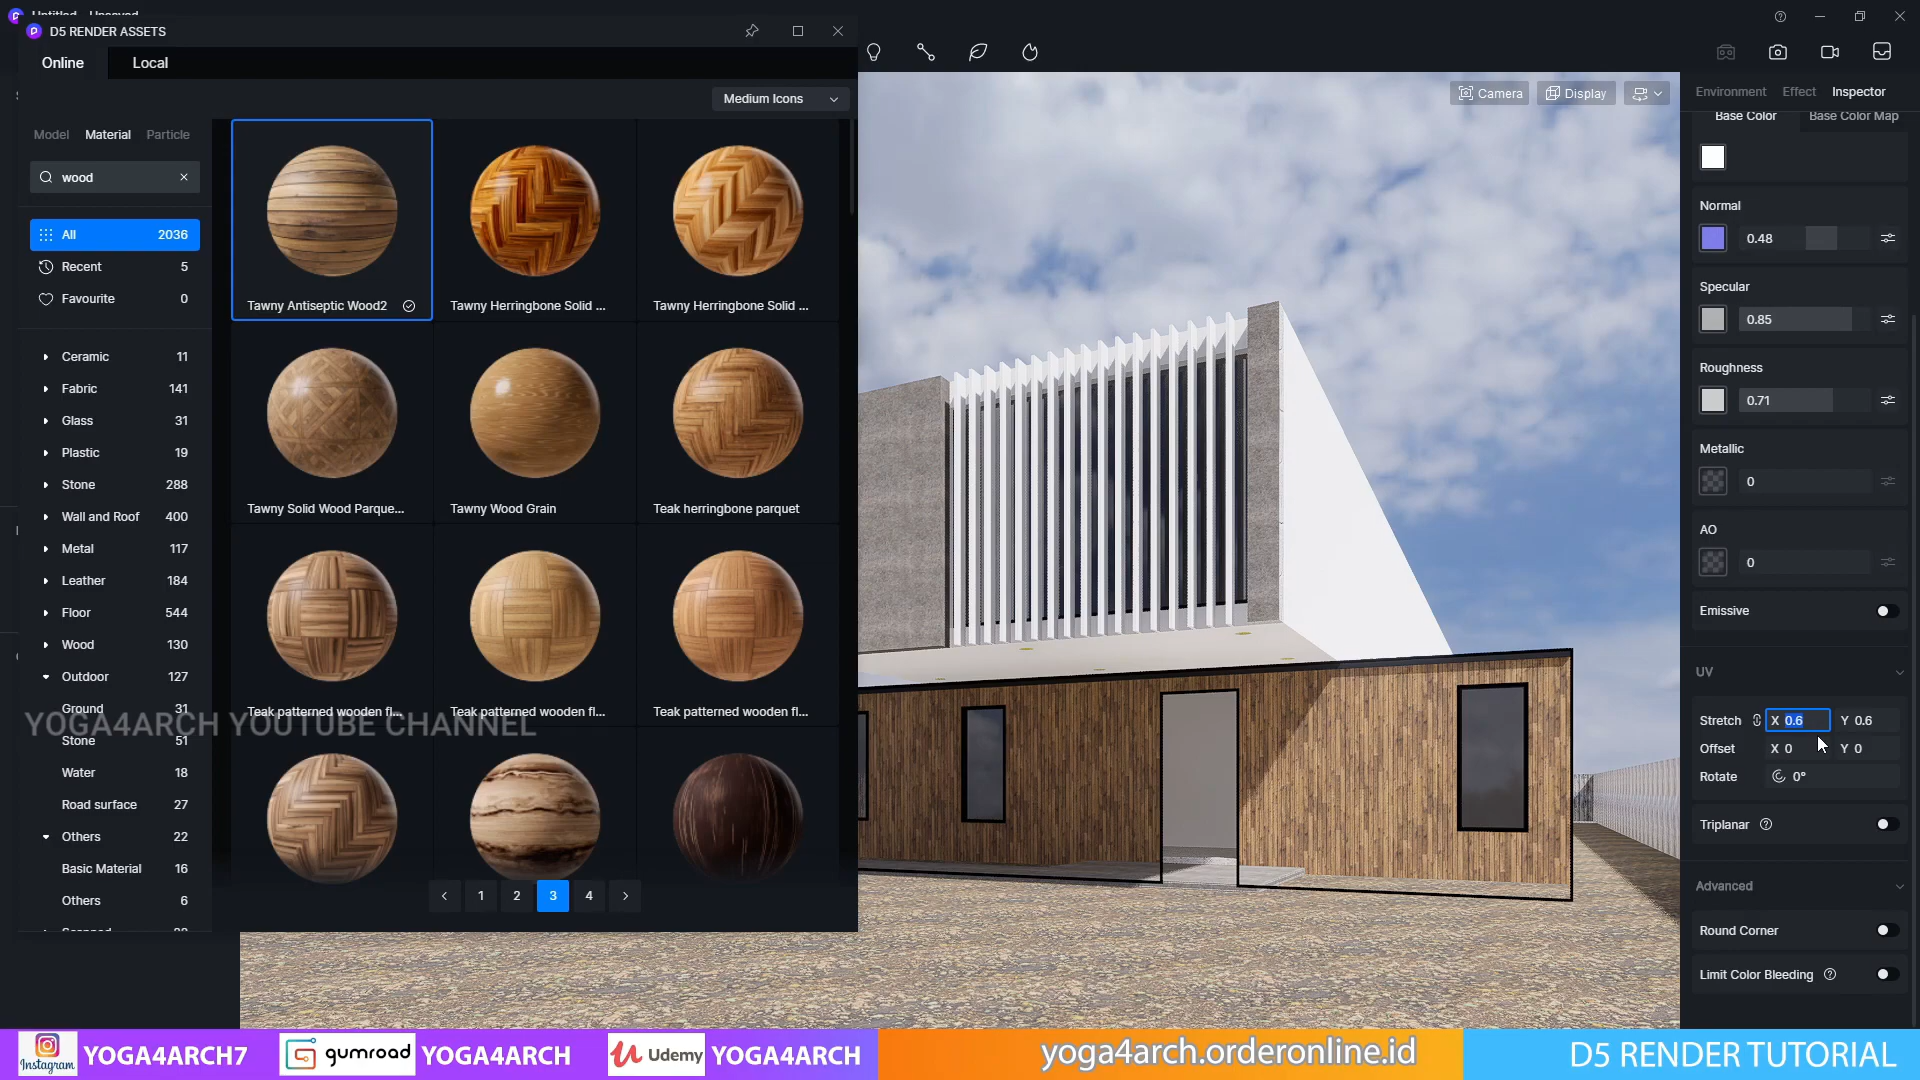 D5 RENDER ASSETS
Online
Local
Medium Icons
Model
Material
Particle
wood
All 2036
Recent 5
Favourite 0
Ceramic 11
Fabric 141
Glass 31
Plastic 19
Stone 288
Wall and Roof 400
Metal 117
Leather 184
Floor 544
Wood 130
Outdoor 127
Ground 31
Stone 51
Water 18
Road surface 27
Others 22
Basic Material 16
Others 6
Tawny Antiseptic Wood2
Tawny Herringbone Solid ...
Tawny Herringbone Solid ...
Tawny Solid Wood Parque...
Tawny Wood Grain
Teak herringbone parquet
Teak patterned wooden fl...
Teak patterned wooden fl...
Teak patterned wooden fl...
1 2 3 4
YOGA4ARCH YOUTUBE CHANNEL
Camera
Display
Environment
Effect
Inspector
Base Color
Base Color Map
Normal
0.48
Specular
0.85
Roughness
0.71
Metallic
0
AO
0
Emissive
UV
Stretch X 0.6 Y 0.6
Offset X 0 Y 0
Rotate 0°
Triplanar
Advanced
Round Corner
Limit Color Bleeding
Instagram
YOGA4ARCH7
gumroad
YOGA4ARCH
Udemy
YOGA4ARCH
yoga4arch.orderonline.id
D5 RENDER TUTORIAL